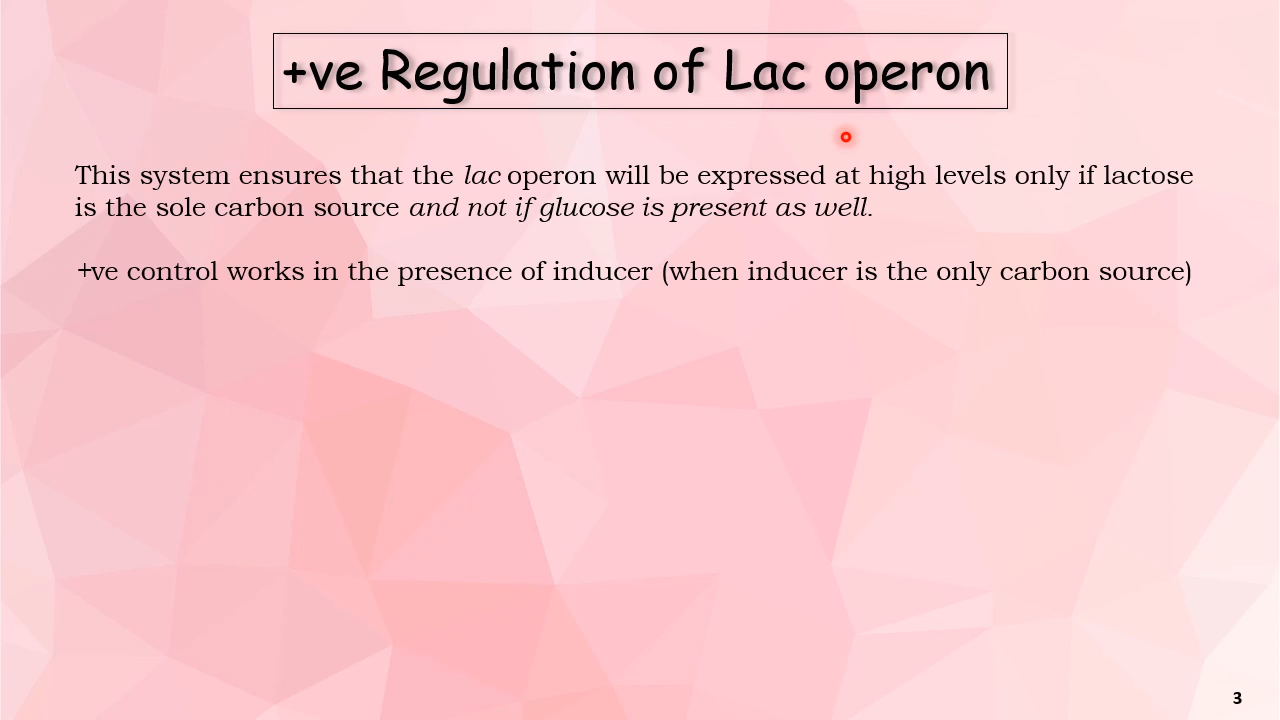 +ve Regulation of Lac operon
This system ensures that the lac operon will be expressed at high levels only if lactose
is the sole carbon source and not if glucose is present as well.
+ve control works in the presence of inducer (when inducer is the only carbon source)
3